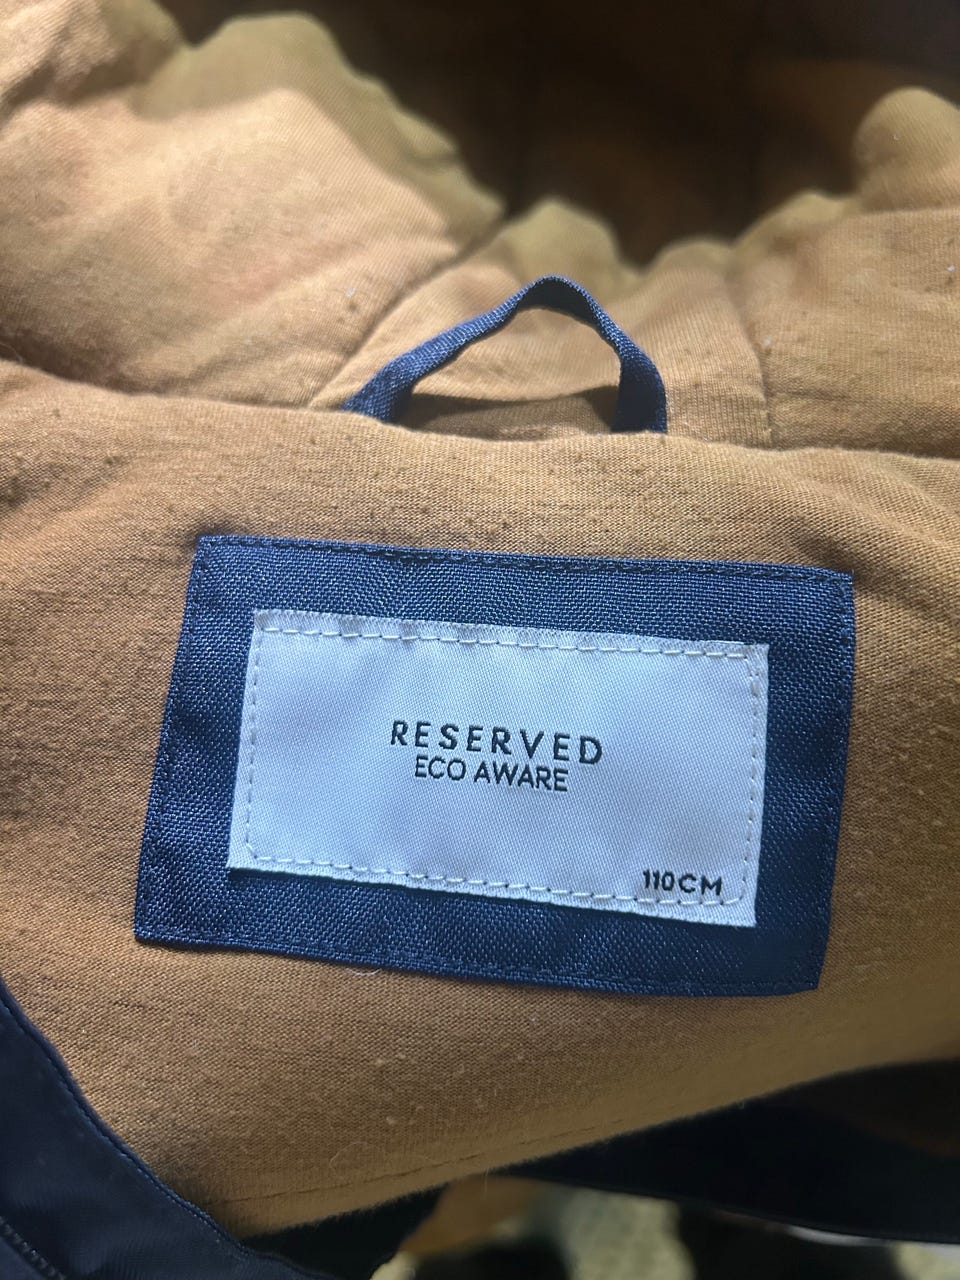 RESERVED
ECO AWARE
110CM